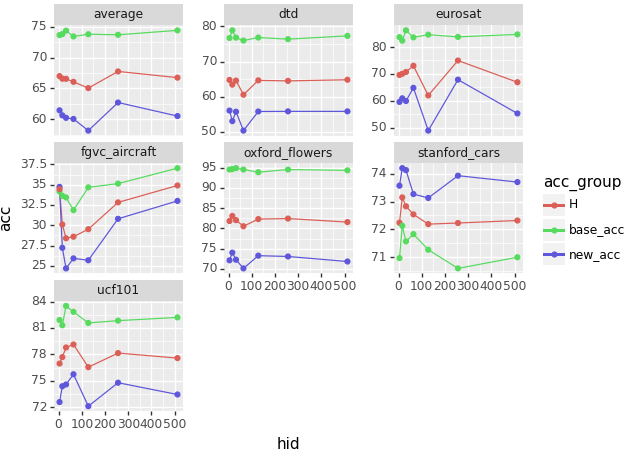 average
dtd
eurosat
75
70
65
60
80
70
60
50
80
70
60
50
fgvc_aircraft
oxford_flowers
stanford_cars
37.5
35
32.5
30
27.5
25
95
90
85
80
75
70
74
73
72
71
0 100 200 300 400 500
0 100 200 300 400 500
ucf101
84
81
78
75
72
0 100 200 300 400 500
acc
hid
acc_group
H
base_acc
new_acc